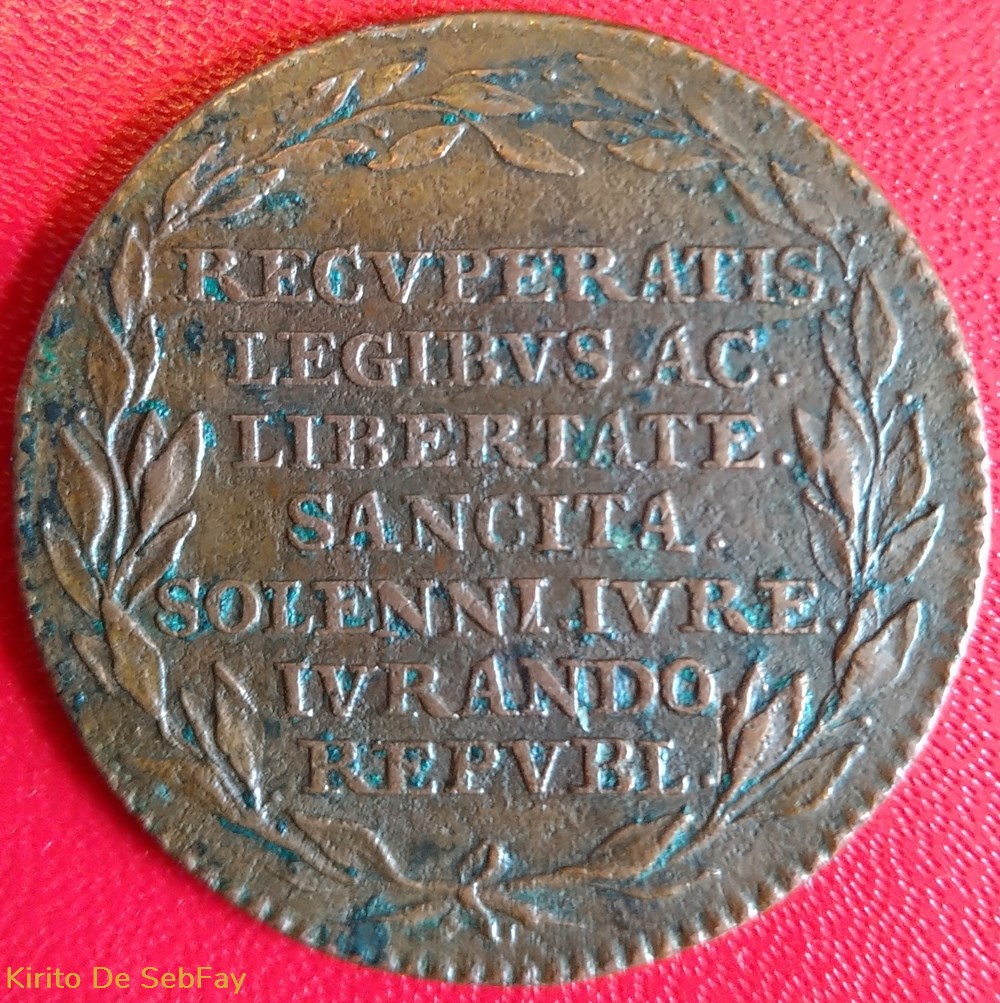 RECVPERATIS.
LEGIBVS.AC.
LIBERTATE.
SANCITA.
SOLENNI.IVRE.
IVRANDO
REPVBL.
Kirito De SebFay